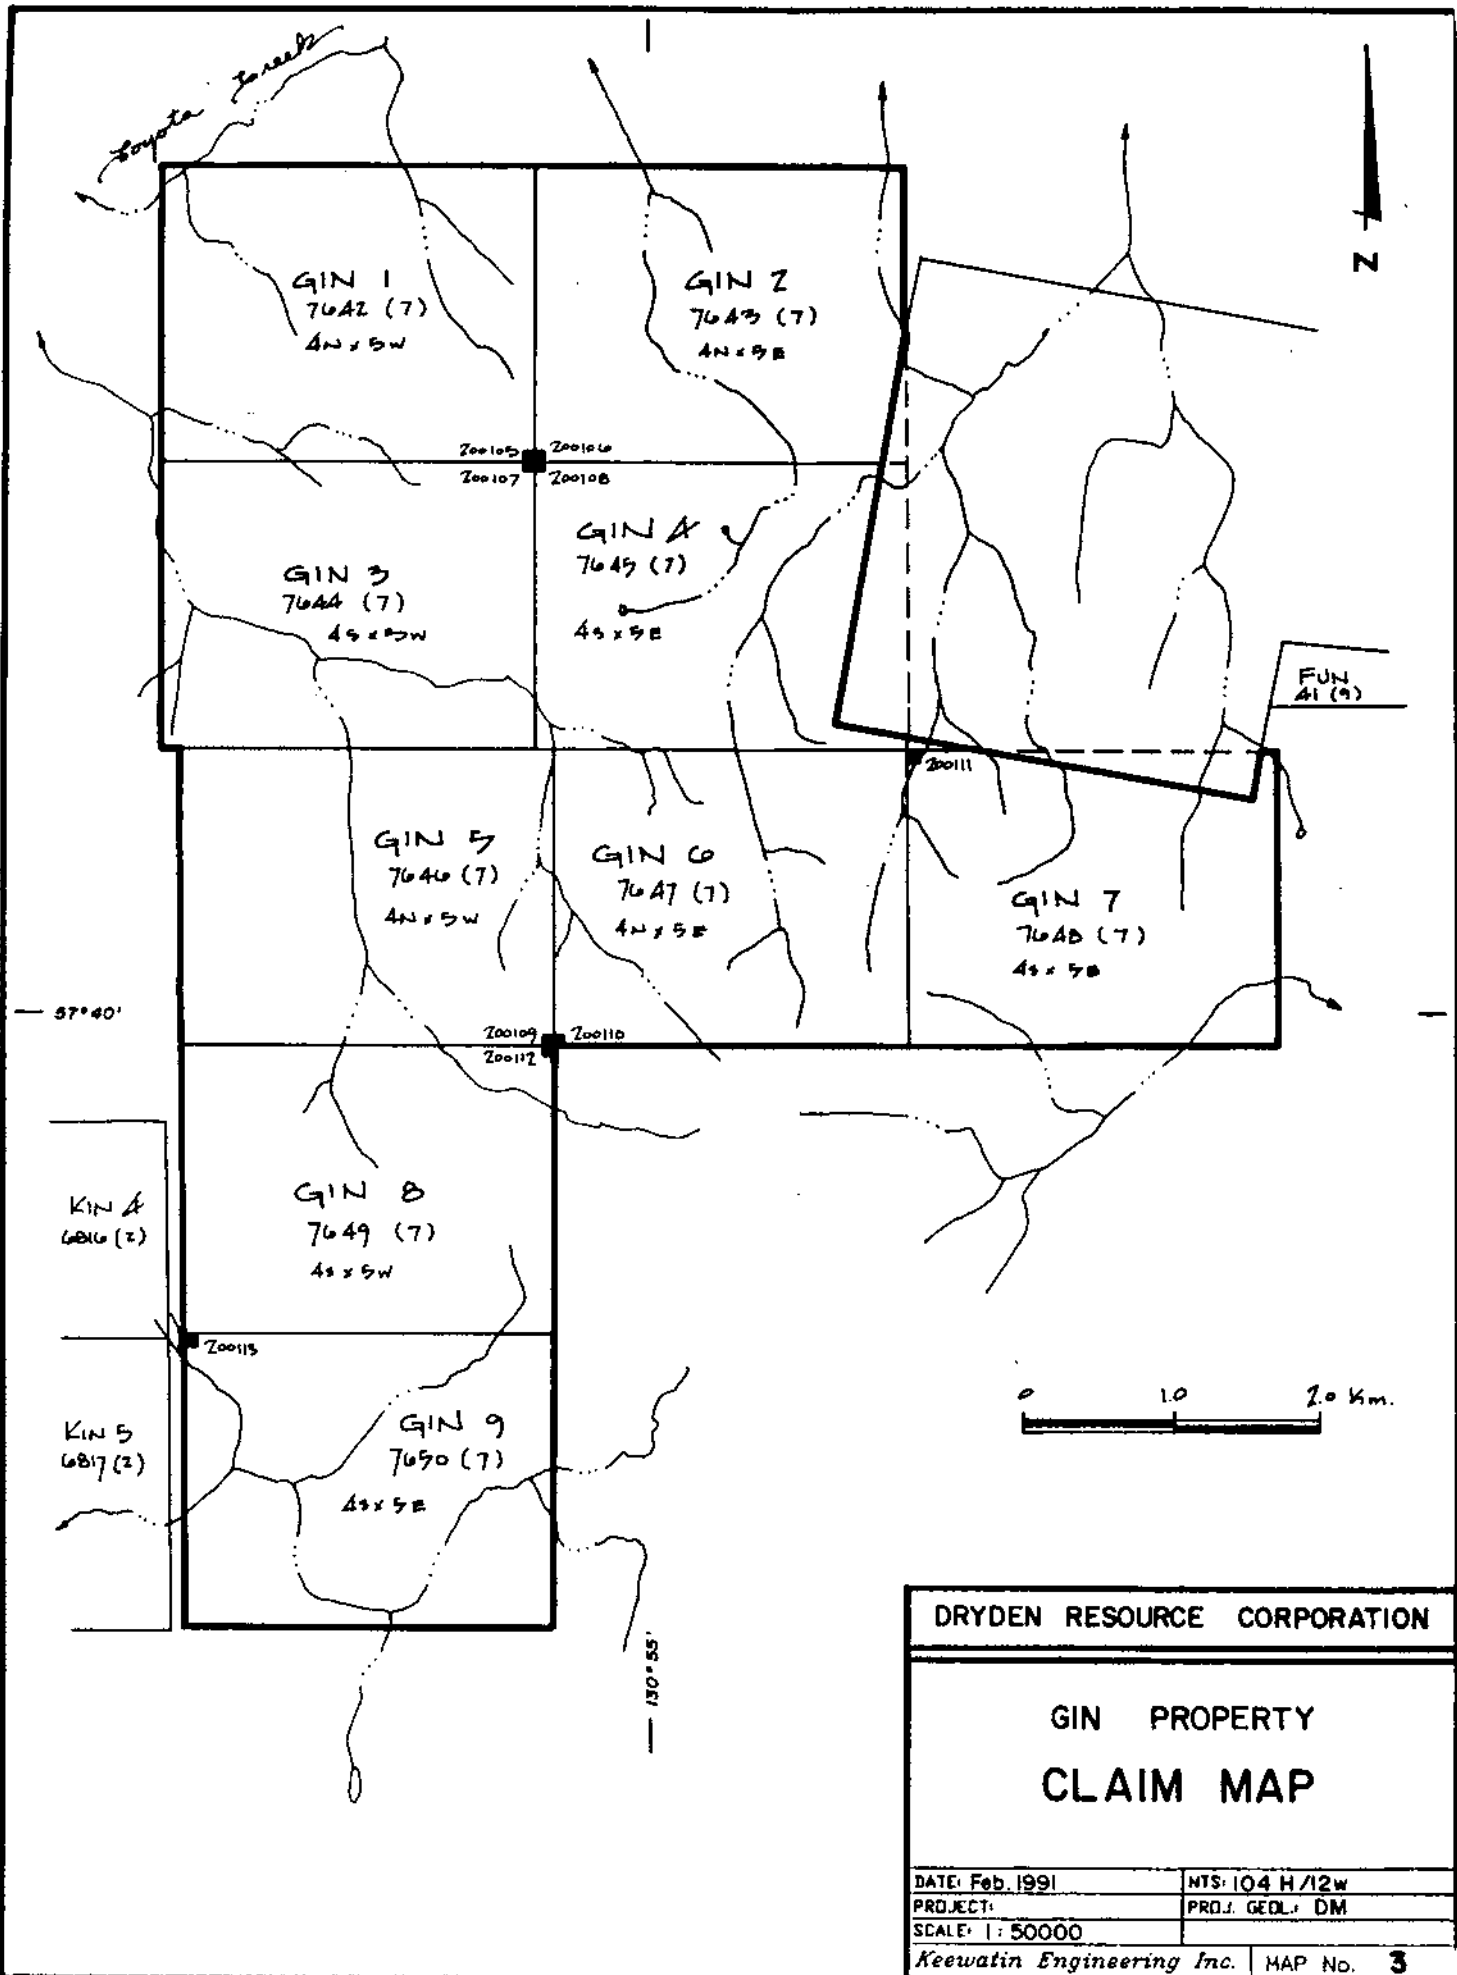 Coyote Creek
N
GIN 1
7642 (7)
4N x 5W
GIN 2
7643 (7)
4N x 5E
200105
200106
200107
200108
GIN 3
7644 (7)
4S x 5W
GIN 4
7645 (7)
4S x 5E
FUN
41 (9)
200111
GIN 5
7646 (7)
4N x 5W
GIN 6
7647 (7)
4N x 5E
GIN 7
7648 (7)
4S x 5E
57°40'
200109
200110
200112
KIN 4
6816 (2)
GIN 8
7649 (7)
4S x 5W
200113
KIN 5
6817 (2)
GIN 9
7650 (7)
4S x 5E
0 1.0 2.0 Km.
130°55'
DRYDEN RESOURCE CORPORATION
GIN PROPERTY
CLAIM MAP
DATE: Feb. 1991
NTS: 104 H/12w
PROJECT:
PROJ. GEOL.: DM
SCALE: 1:50000
Keewatin Engineering Inc.
MAP No. 3